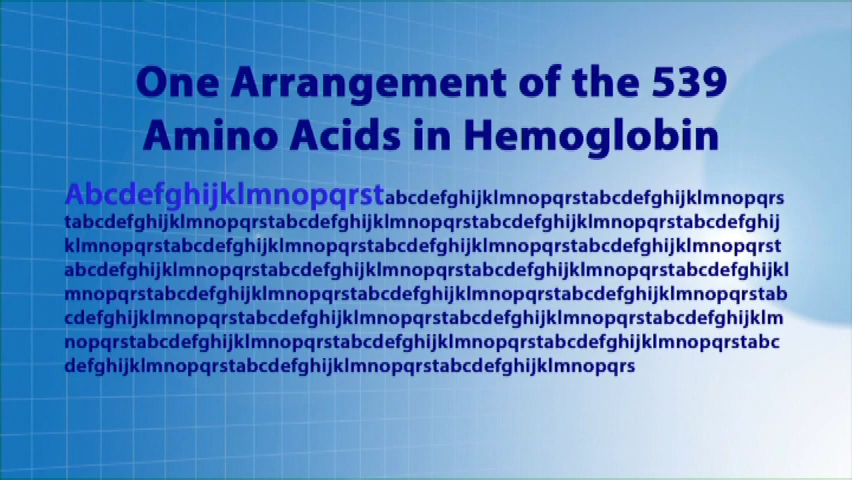 One Arrangement of the 539
Amino Acids in Hemoglobin
Abcdefghijklmnopqrstabcdefghijklmnopqrstabcdefghijklmnopqrs
tabcdefghijklmnopqrstabcdefghijklmnopqrstabcdefghijklmnopqrstabcdefghij
klmnopqrstabcdefghijklmnopqrstabcdefghijklmnopqrstabcdefghijklmnopqrst
abcdefghijklmnopqrstabcdefghijklmnopqrstabcdefghijklmnopqrstabcdefghijkl
mnopqrstabcdefghijklmnopqrstabcdefghijklmnopqrstabcdefghijklmnopqrstab
cdefghijklmnopqrstabcdefghijklmnopqrstabcdefghijklmnopqrstabcdefghijklm
nopqrstabcdefghijklmnopqrstabcdefghijklmnopqrstabcdefghijklmnopqrstabc
defghijklmnopqrstabcdefghijklmnopqrstabcdefghijklmnopqrs